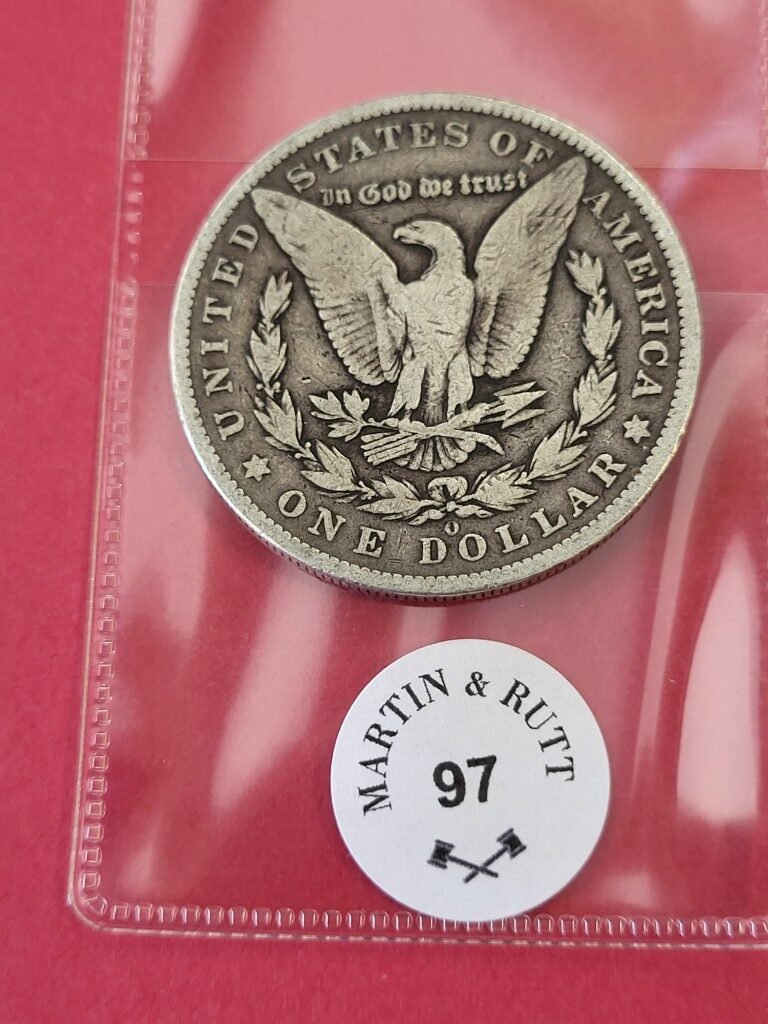 UNITED STATES OF AMERICA
In God we trust
O
ONE DOLLAR
MARTIN & RUTT
97